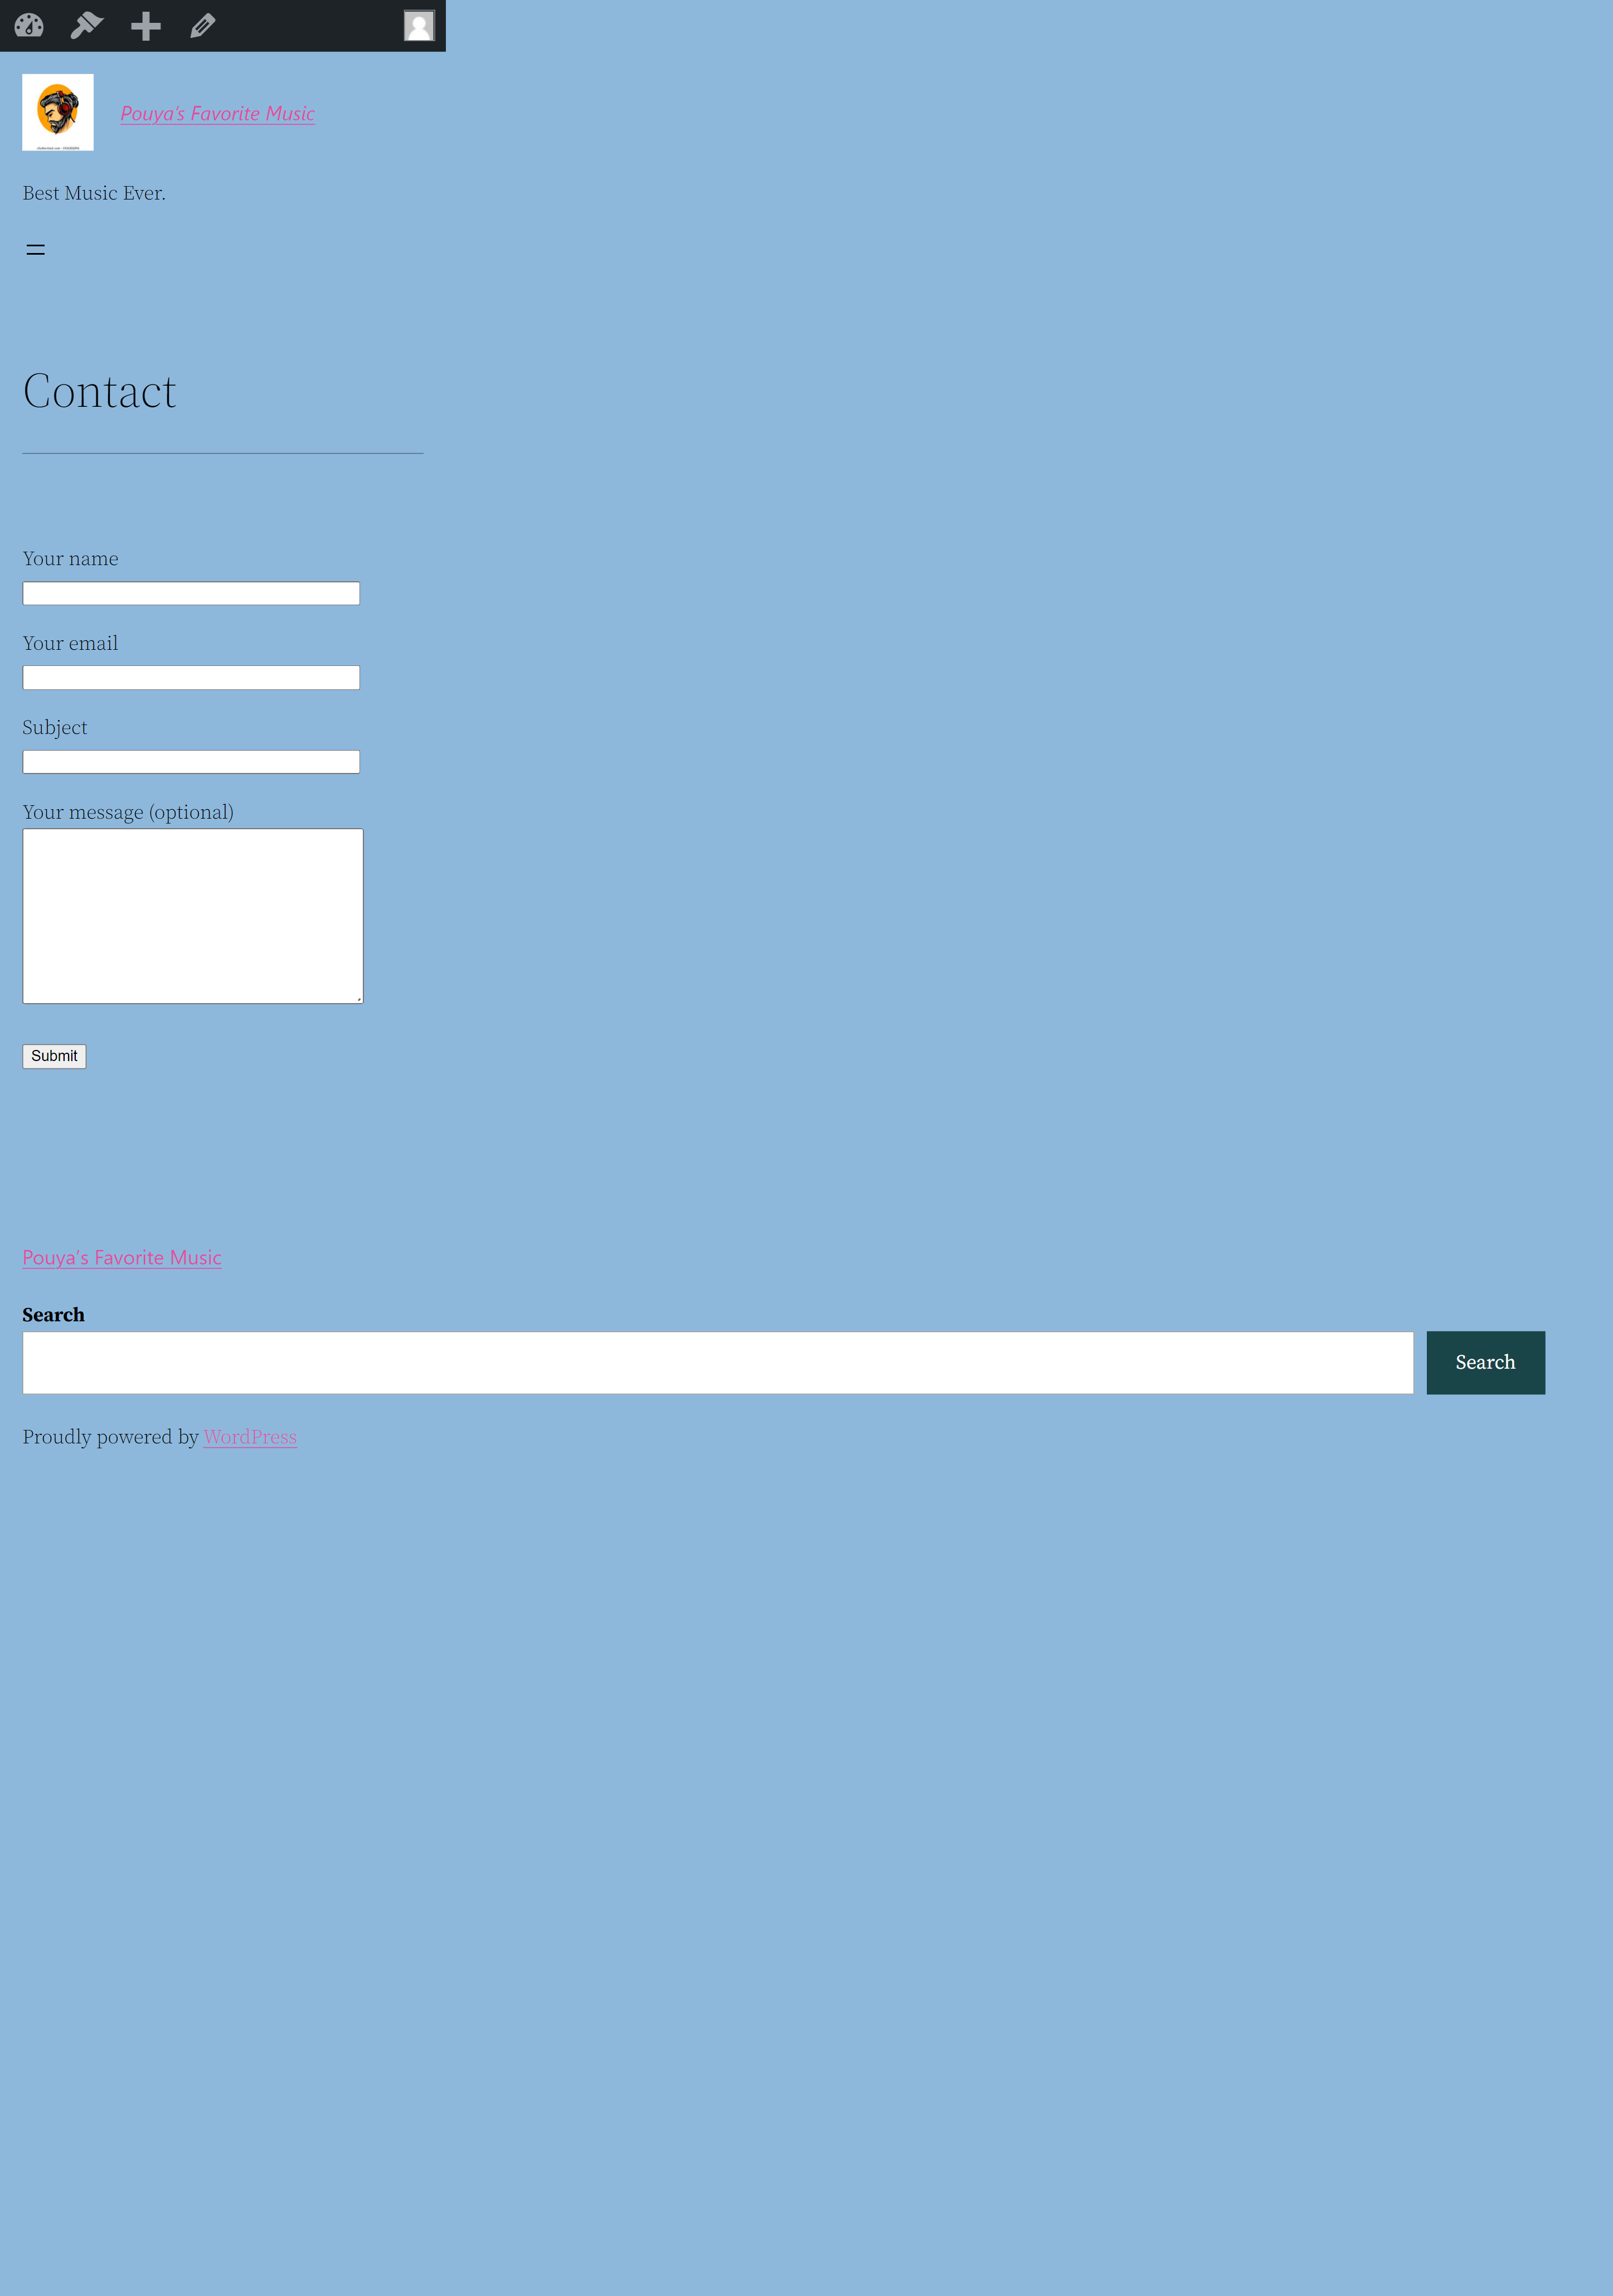 Pouya's Favorite Music
Best Music Ever.
Contact
Your name
Your email
Subject
Your message (optional)
Submit
Pouya's Favorite Music
Search
Search
Proudly powered by WordPress